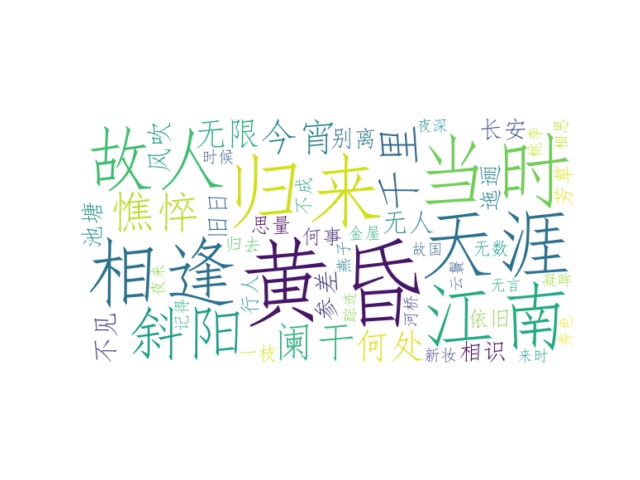 故人
风吹
无限
今宵
别离
夜深
长安
桃李
相思
时候
归来
千里
当时
迤逦
芳草
池塘
憔悴
旧日
不成
思量
无人
天涯
归去
何事
金屋
燕子
故国
无数
相逢
夜来
黄昏
云鬟
无言
凝眸
行人
参差
江南
记得
踪迹
河桥
不见
斜阳
依旧
秀色
一枝
阑干
何处
新妆
相识
来时